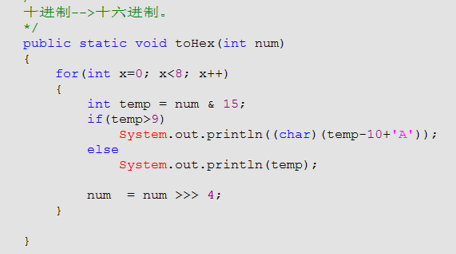 十进制-->十六进制。
*/
public static void toHex(int num)
{
for(int x=0; x<8; x++)
{
int temp = num & 15;
if(temp>9)
System.out.println((char)(temp-10+'A'));
else
System.out.println(temp);
num = num >>> 4;
}
}